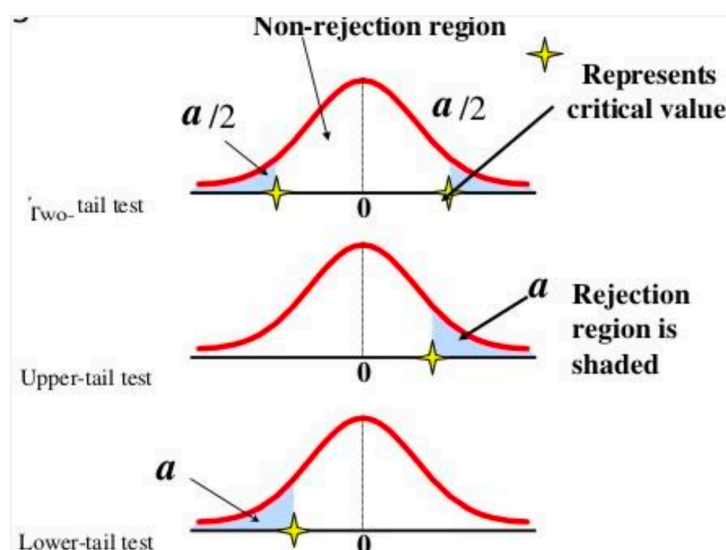 Non-rejection region
Represents
critical value
a /2
a /2
Two- tail test
0
a
Rejection
region is
shaded
Upper-tail test
0
a
Lower-tail test
0